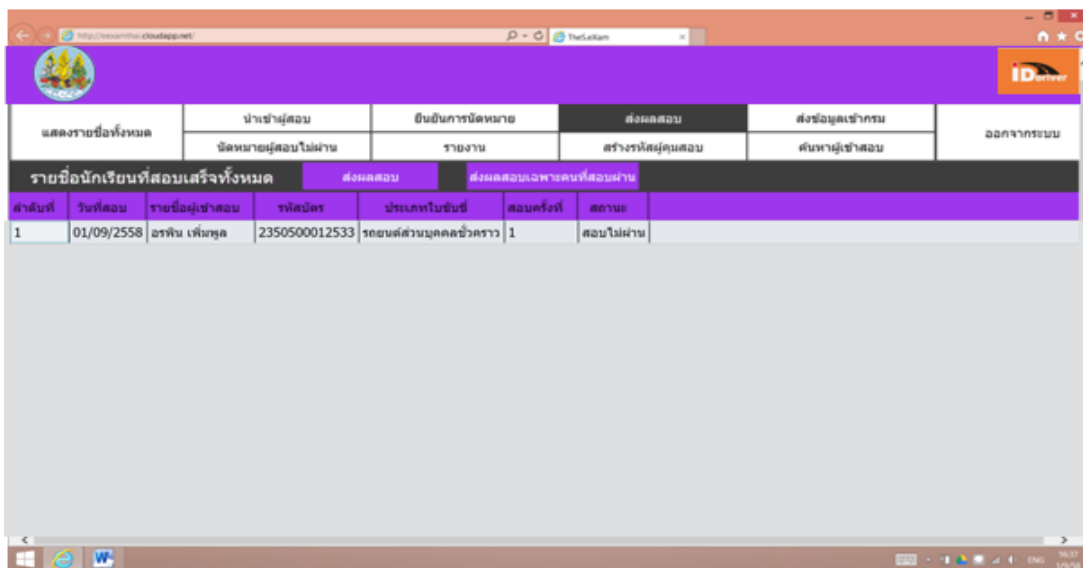 http://eexamthai.cloudapp.net/
TheS.eXam
iDriver
แสดงรายชื่อทั้งหมด
นำเข้าผู้สอบ
ยืนยันการนัดหมาย
ส่งผลสอบ
ส่งข้อมูลเข้ากรม
ออกจากระบบ
นัดหมายผู้สอบไม่ผ่าน
รายงาน
สร้างรหัสผู้คุมสอบ
ค้นหาผู้เข้าสอบ
รายชื่อนักเรียนที่สอบเสร็จทั้งหมด ส่งผลสอบ ส่งผลสอบเฉพาะคนที่สอบผ่าน
ลำดับที่ วันที่สอบ รายชื่อผู้เข้าสอบ รหัสบัตร ประเภทใบขับขี่ สอบครั้งที่ สถานะ
1 01/09/2558 อรพิน เพิ่มพูล 2350500012533 รถยนต์ส่วนบุคคลชั่วคราว 1 สอบไม่ผ่าน
ENG
16:37